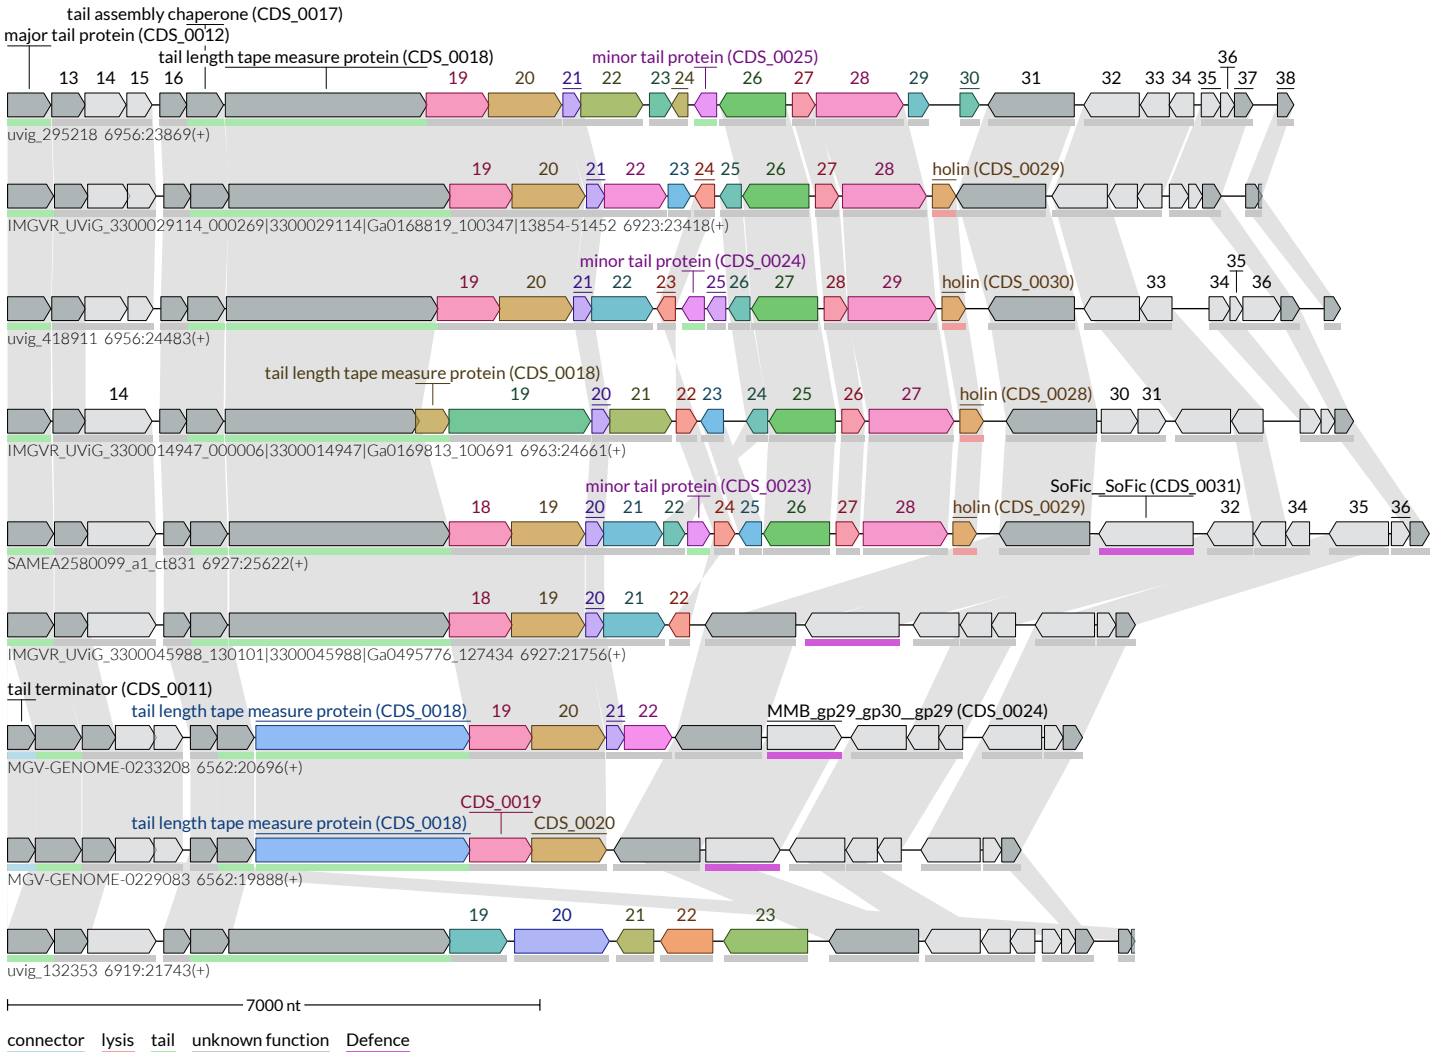 tail assembly chaperone (CDS_0017)
major tail protein (CDS_0012)
tail length tape measure protein (CDS_0018) minor tail protein (CDS_0025) 36
13 14 15 16 19 20 21 22 23 24 26 27 28 29 30 31 32 33 34 35 37 38
uvig_295218 6956:23869(+)
19 20 21 22 23 24 25 26 27 28 holin (CDS_0029)
IMGVR_UViG_3300029114_000269|3300029114|Ga0168819_100347|13854-51452 6923:23418(+)
minor tail protein (CDS_0024) 35
19 20 21 22 23 25 26 27 28 29 holin (CDS_0030) 33 34 36
uvig_418911 6956:24483(+)
tail length tape measure protein (CDS_0018)
14 19 20 21 22 23 24 25 26 27 holin (CDS_0028) 30 31
IMGVR_UViG_3300014947_000006|3300014947|Ga0169813_100691 6963:24661(+)
minor tail protein (CDS_0023) SoFic__SoFic (CDS_0031)
18 19 20 21 22 24 25 26 27 28 holin (CDS_0029) 32 34 35 36
SAMEA2580099_a1_ct831 6927:25622(+)
18 19 20 21 22
IMGVR_UViG_3300045988_130101|3300045988|Ga0495776_127434 6927:21756(+)
tail terminator (CDS_0011)
tail length tape measure protein (CDS_0018) 19 20 21 22 MMB_gp29_gp30__gp29 (CDS_0024)
MGV-GENOME-0233208 6562:20696(+)
CDS_0019
tail length tape measure protein (CDS_0018) CDS_0020
MGV-GENOME-0229083 6562:19888(+)
19 20 21 22 23
uvig_132353 6919:21743(+)
7000 nt
connector lysis tail unknown function Defence